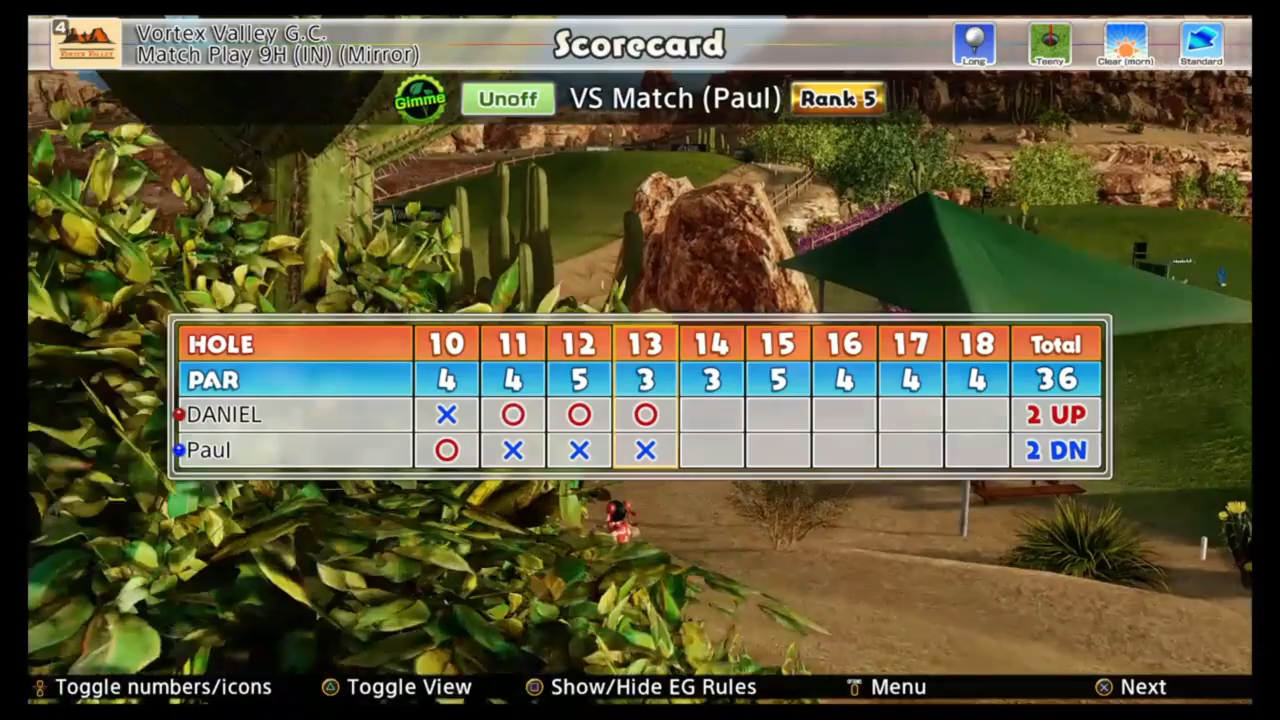 4
VORTEX VALLEY
Vortex Valley G.C.
Match Play 9H (IN) (Mirror)
Scorecard
Long
Teeny
Clear (morn)
Standard
Gimme
Unoff
VS Match (Paul)
Rank 5
HOLE 10 11 12 13 14 15 16 17 18 Total
PAR 4 4 5 3 3 5 4 4 4 36
DANIEL X O O O 2 UP
Paul O X X X 2 DN
Toggle numbers/icons
Toggle View
Show/Hide EG Rules
Menu
Next